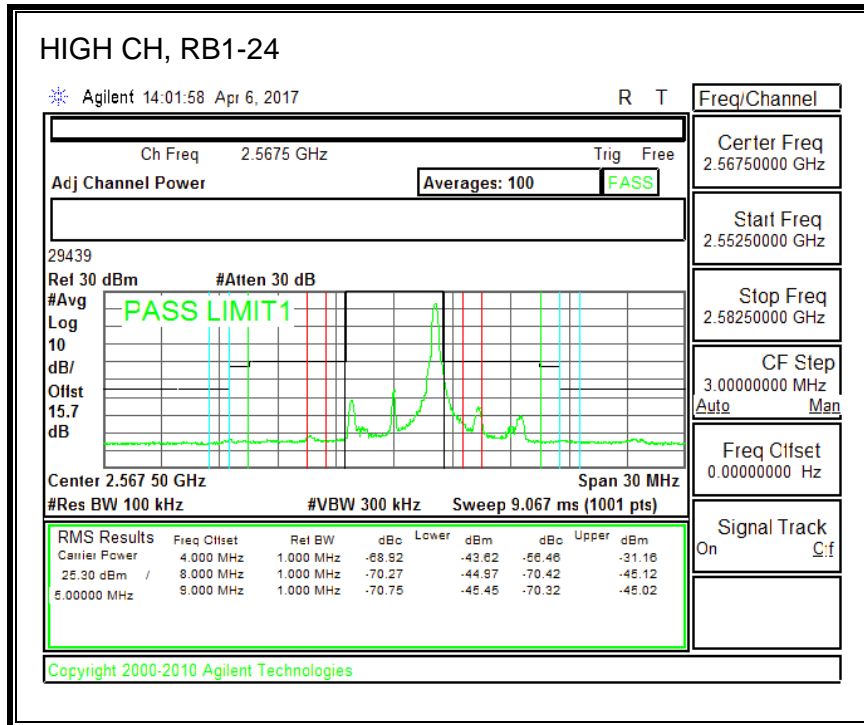 HIGH CH, RB1-24
Agilent 14:01:58 Apr 6, 2017 R T
Freq/Channel
Ch Freq 2.5675 GHz Trig Free
Adj Channel Power Averages: 100 PASS
Center Freq
2.56750000 GHz
Start Freq
2.55250000 GHz
Stop Freq
2.58250000 GHz
CF Step
3.00000000 MHz
Auto Man
Freq Offset
0.00000000 Hz
Signal Track
On Off
29439
Ref 30 dBm #Atten 30 dB
#Avg
Log
10
dB/
Offst
15.7
dB
PASS LIMIT1
Center 2.567 50 GHz Span 30 MHz
#Res BW 100 kHz #VBW 300 kHz Sweep 9.067 ms (1001 pts)
RMS Results Freq Offset Ref BW dBc Lower dBm dBc Upper dBm
Carrier Power 4.000 MHz 1.000 MHz -68.92 -43.62 -56.46 -31.16
25.30 dBm / 8.000 MHz 1.000 MHz -70.27 -44.97 -70.42 -45.12
5.00000 MHz 9.000 MHz 1.000 MHz -70.75 -45.45 -70.32 -45.02
Copyright 2000-2010 Agilent Technologies